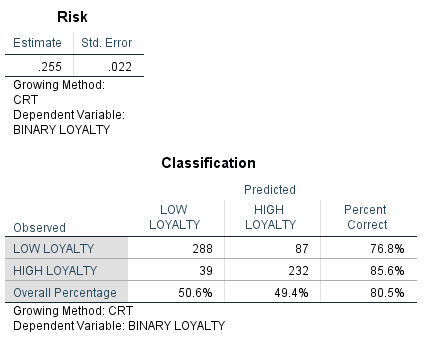 Risk
Estimate Std. Error
.255 .022
Growing Method:
CRT
Dependent Variable:
BINARY LOYALTY
Classification
Predicted
Observed LOW LOYALTY HIGH LOYALTY Percent Correct
LOW LOYALTY 288 87 76.8%
HIGH LOYALTY 39 232 85.6%
Overall Percentage 50.6% 49.4% 80.5%
Growing Method: CRT
Dependent Variable: BINARY LOYALTY